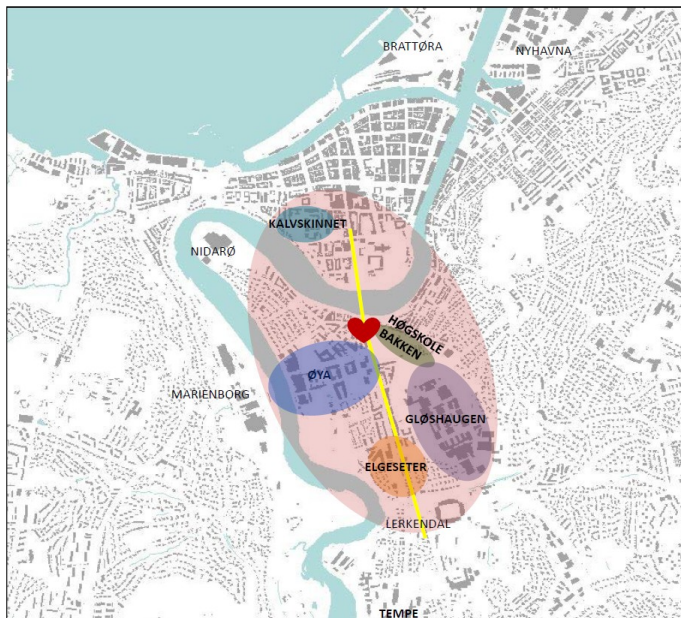 BRATTØRA
NYHAVNA
KALVSKINNET
NIDARØ
HØGSKOLE
BAKKEN
ØYA
MARIENBORG
GLØSHAUGEN
ELGESETER
LERKENDAL
TEMPE